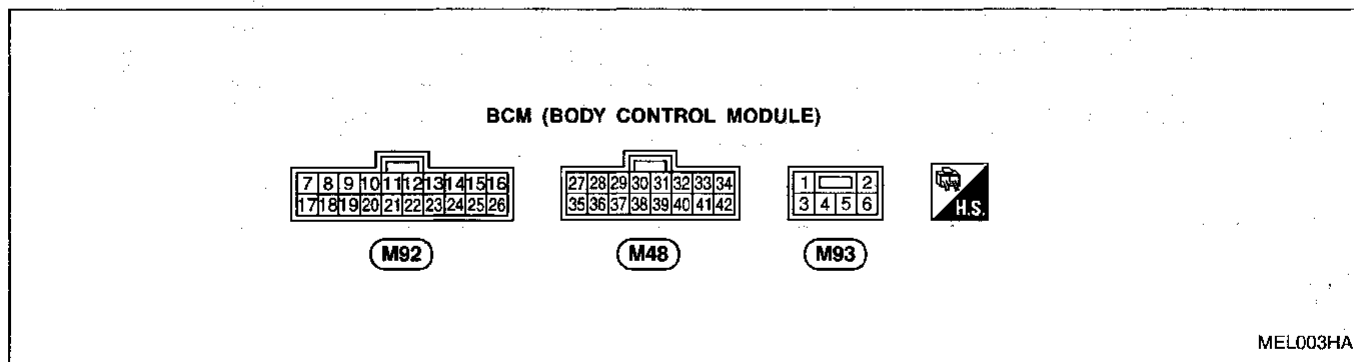 BCM (BODY CONTROL MODULE)
7 8 9 10 11 12 13 14 15 16
17 18 19 20 21 22 23 24 25 26
M92
27 28 29 30 31 32 33 34
35 36 37 38 39 40 41 42
M48
1 2
3 4 5 6
M93
H.S.
MEL003HA